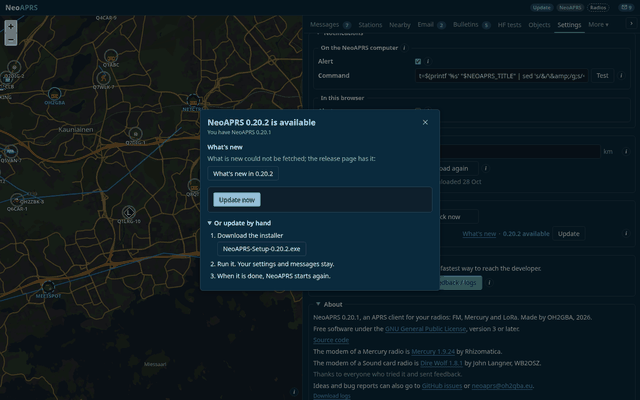 NeoAPRS
Update NeoAPRS Radios
Messages 7 Stations Nearby Email 2 Bulletins 5 HF tests Objects Settings More
+
−
Kauniainen
OH2GBA
Metsamo
On the NeoAPRS computer i
Alert i
Command t>$(printf '%s' "$NEOAPRS_TITLE" | sed 's/&/\&amp;/g;s/ Test i
In this browser
NeoAPRS 0.20.2 is available
You have NeoAPRS 0.20.1
What's new
What is new could not be fetched; the release page has it:
What's new in 0.20.2
Update now
Or update by hand
1. Download the installer
NeoAPRS-Setup-0.20.2.exe
2. Run it. Your settings and messages stay.
3. When it is done, NeoAPRS starts again.
km i
oad again i
loaded 28 Oct
ck now
What's new · 0.20.2 available Update
fastest way to reach the developer.
dback / logs i
About
NeoAPRS 0.20.1, an APRS client for your radios: FM, Mercury and LoRa. Made by OH2GBA, 2026.
Free software under the GNU General Public License, version 3 or later.
Source code
The modem of a Mercury radio is Mercury 1.9.24 by Rhizomatica.
The modem of a Sound card radio is Dire Wolf 1.8.1 by John Langner, WB2OSZ.
Thanks to everyone who tried it and sent feedback.
Ideas and bug reports can also go to GitHub issues or neoaprs@oh2gba.eu.
Download logs